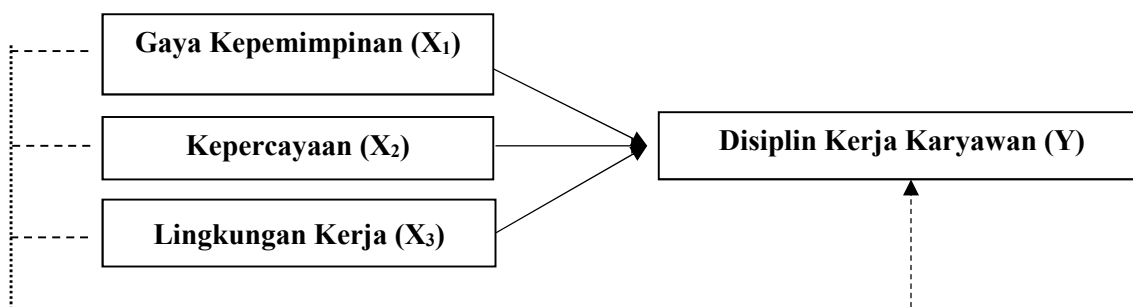 Gaya Kepemimpinan (X₁)
Kepercayaan (X₂)
Disiplin Kerja Karyawan (Y)
Lingkungan Kerja (X₃)